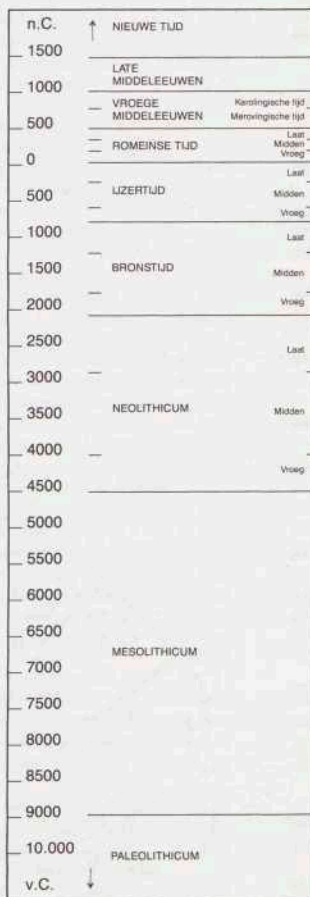 n.C. NIEUWE TIJD
1500
LATE
MIDDELEEUWEN
1000
VROEGE Karolingische tijd
MIDDELEEUWEN Merovingische tijd
500
Laat
ROMEINSE TIJD Midden
Vroeg
0
Laat
IJZERTIJD Midden
500
Vroeg
1000 Laat
BRONSTIJD
1500 Midden
2000 Vroeg
2500 Laat
3000
NEOLITHICUM Midden
3500
4000
Vroeg
4500
5000
5500
6000
6500
MESOLITHICUM
7000
7500
8000
8500
9000
10.000 PALEOLITHICUM
v.C.